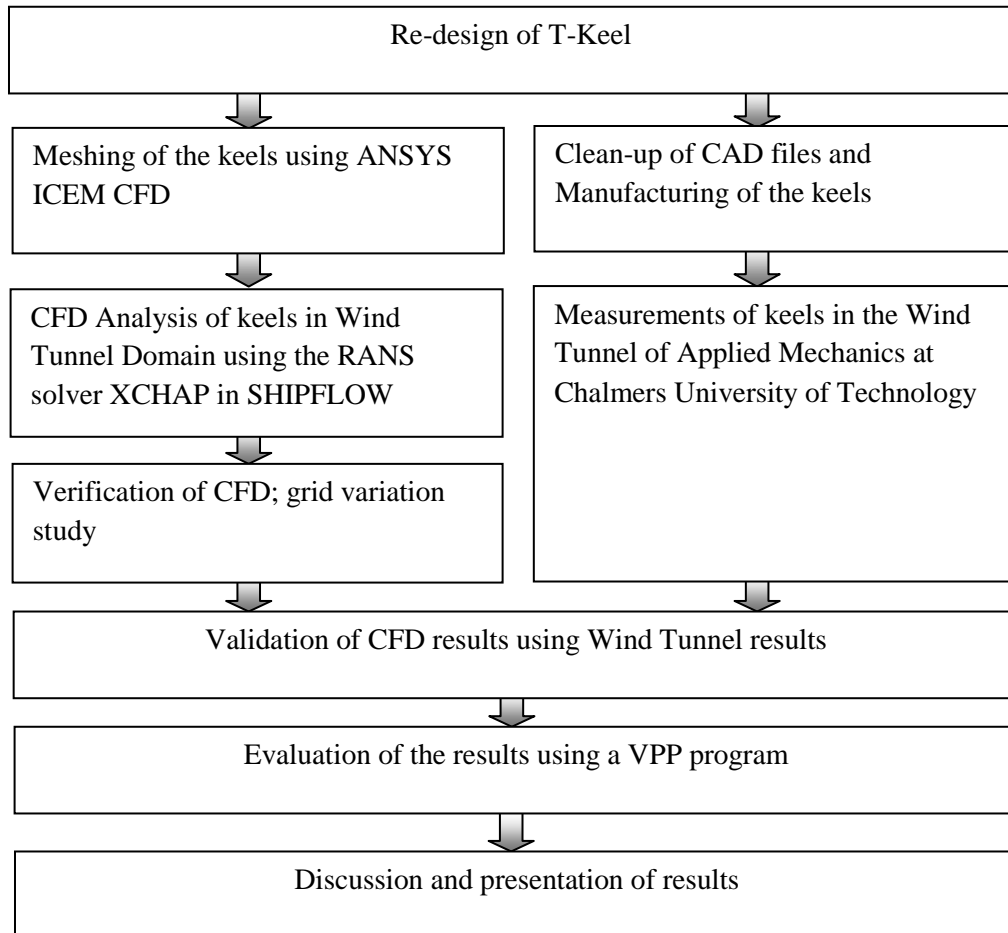 Re-design of T-Keel
Meshing of the keels using ANSYS
ICEM CFD
Clean-up of CAD files and
Manufacturing of the keels
CFD Analysis of keels in Wind
Tunnel Domain using the RANS
solver XCHAP in SHIPFLOW
Measurements of keels in the Wind
Tunnel of Applied Mechanics at
Chalmers University of Technology
Verification of CFD; grid variation
study
Validation of CFD results using Wind Tunnel results
Evaluation of the results using a VPP program
Discussion and presentation of results